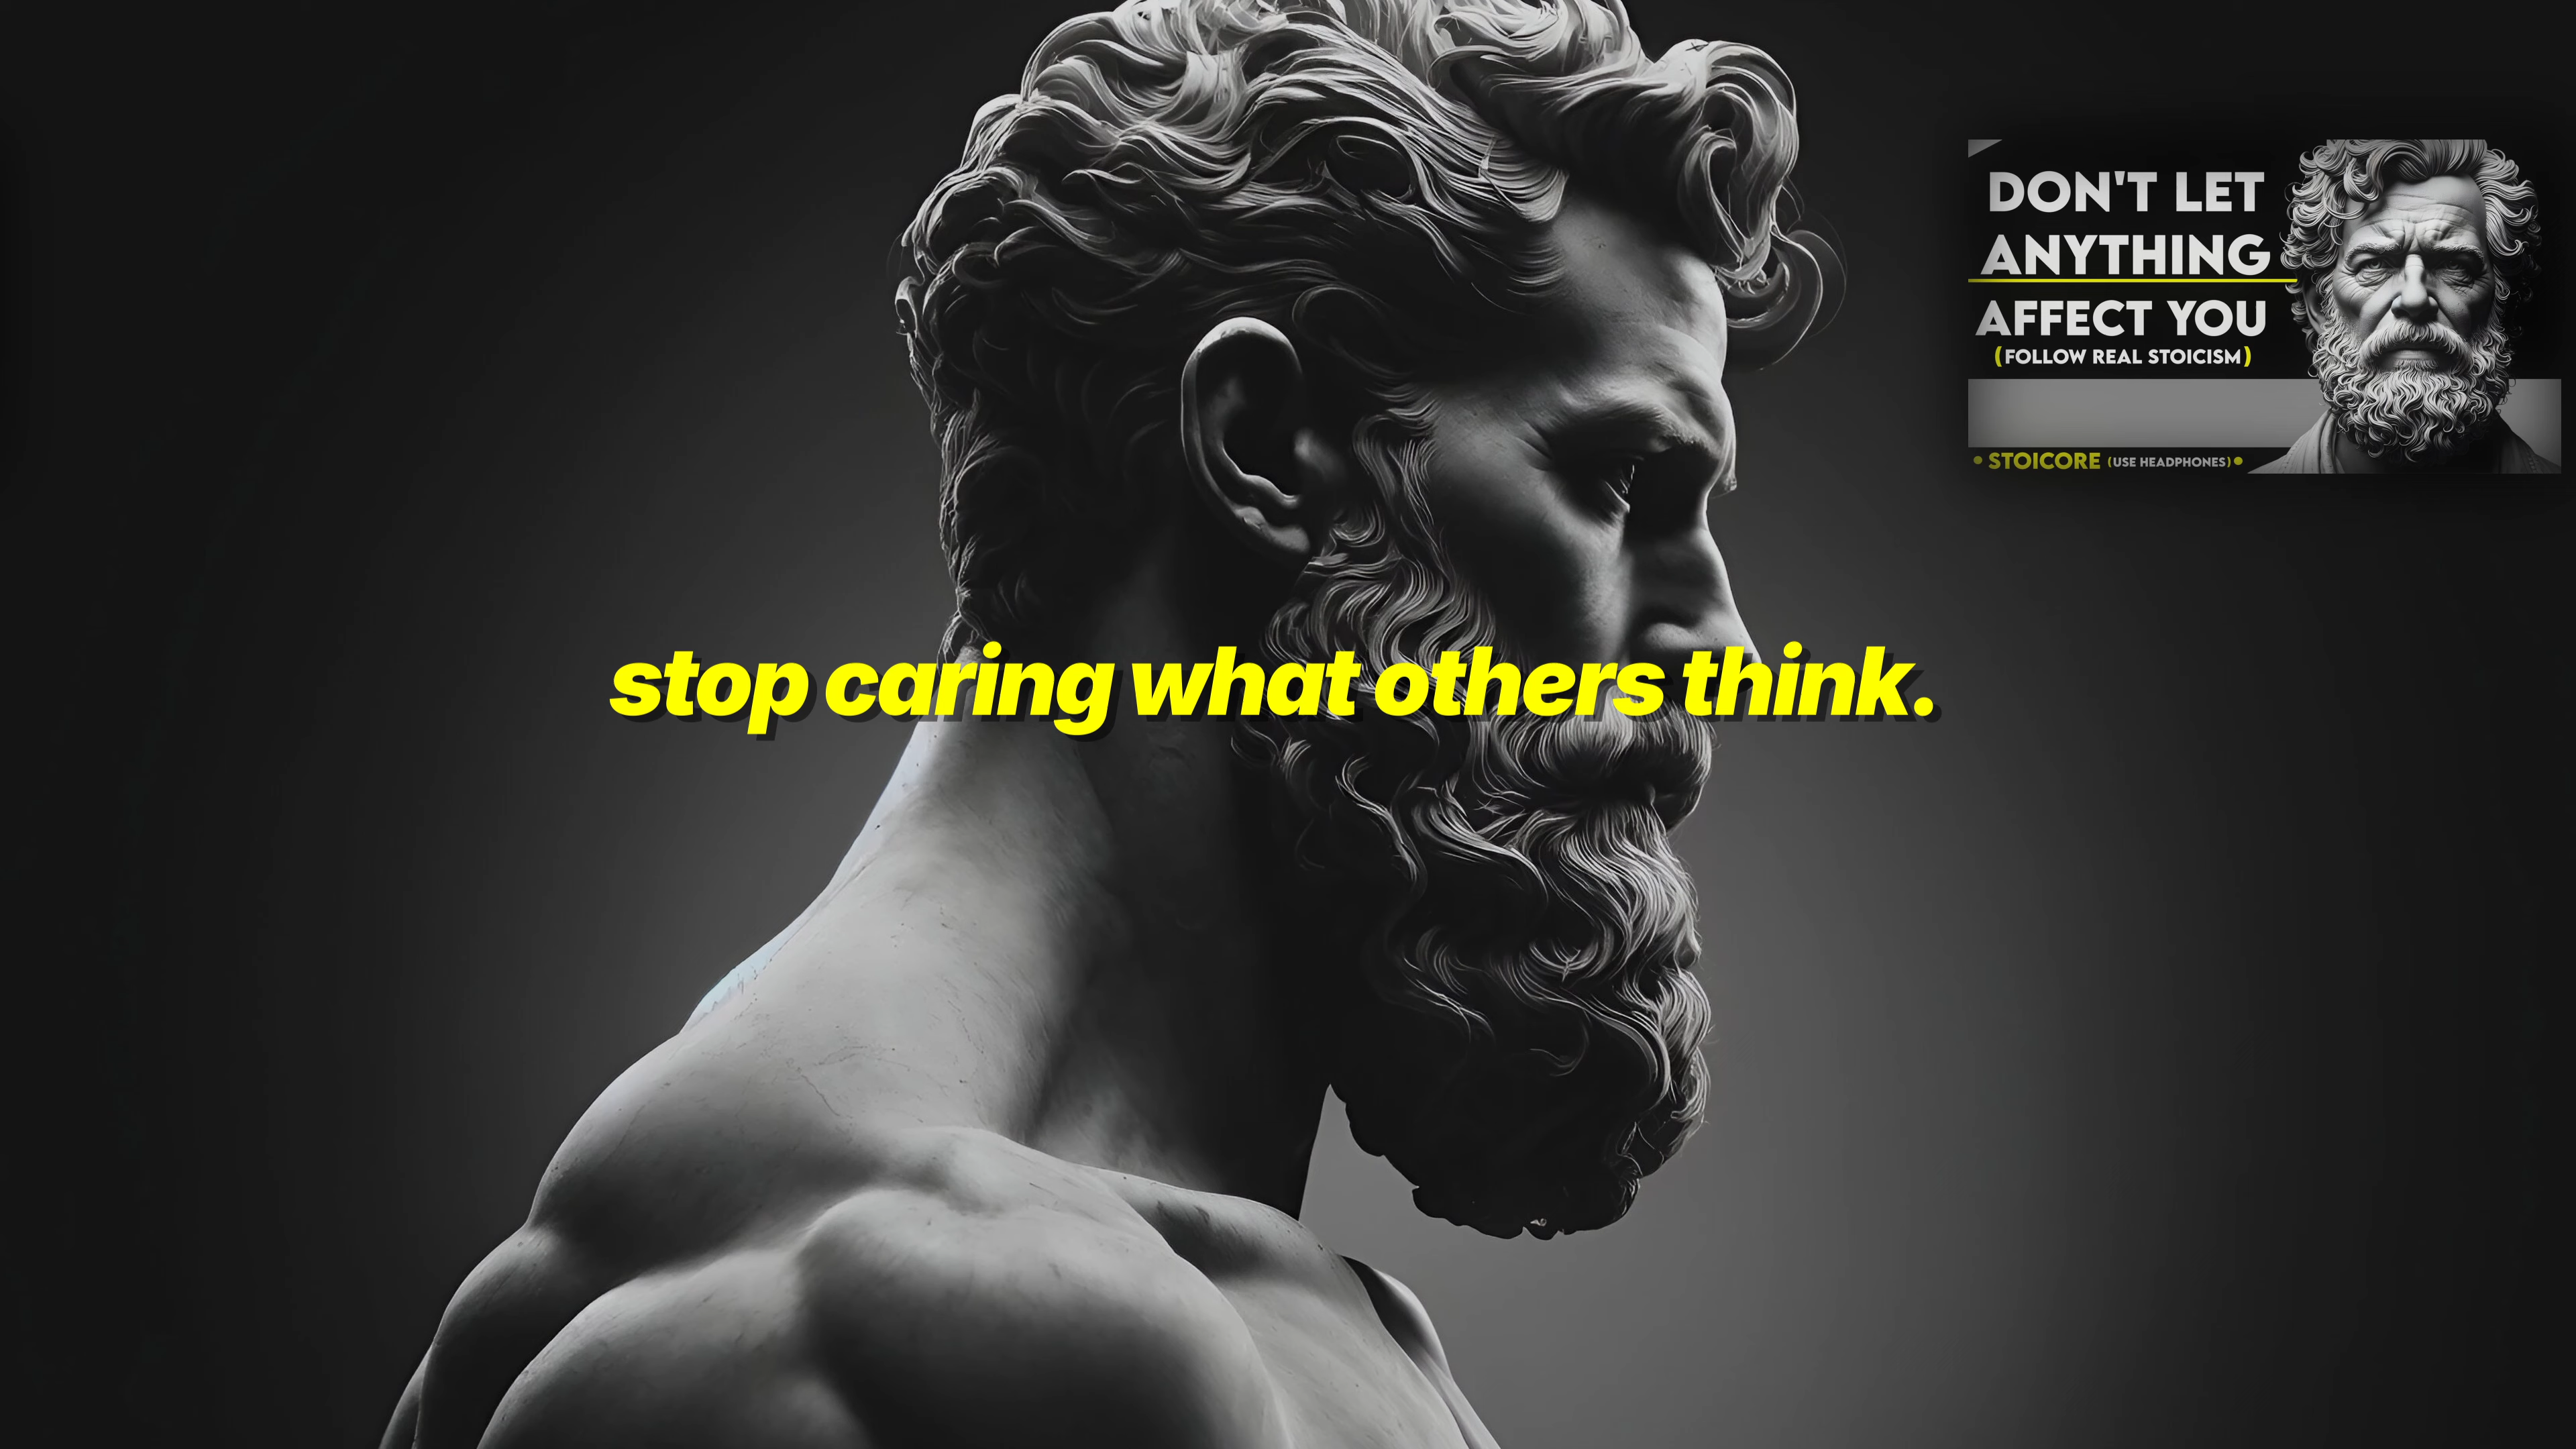 DON'T LET
ANYTHING
AFFECT YOU
(FOLLOW REAL STOICISM)
• STOICORE (USE HEADPHONES) •
stop caring what others think.